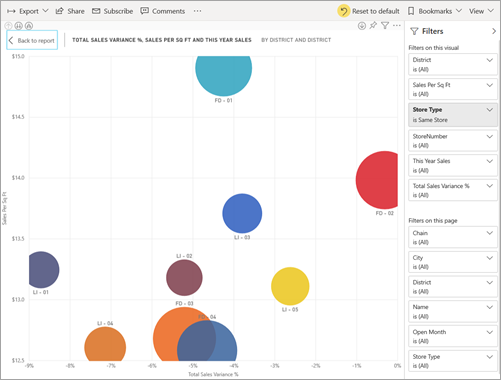 Export Share Subscribe Comments ··· Reset to default Bookmarks View
Back to report TOTAL SALES VARIANCE %, SALES PER SQ FT AND THIS YEAR SALES BY DISTRICT AND DISTRICT
$15.0
$14.5
$14.0
$13.5
$13.0
$12.5
Sales Per Sq Ft
FD - 01
FD - 02
LI - 03
LI - 02
LI - 01
LI - 05
FD - 03
LI - 04
FD - 04
-9% -8% -7% -6% -5% -4% -3% -2% -1% 0%
Total Sales Variance %
Filters
Filters on this visual
District
is (All)
Sales Per Sq Ft
is (All)
Store Type
is Same Store
StoreNumber
is (All)
This Year Sales
is (All)
Total Sales Variance %
is (All)
Filters on this page
Chain
is (All)
City
is (All)
District
is (All)
Name
is (All)
Open Month
is (All)
Store Type
is (All)